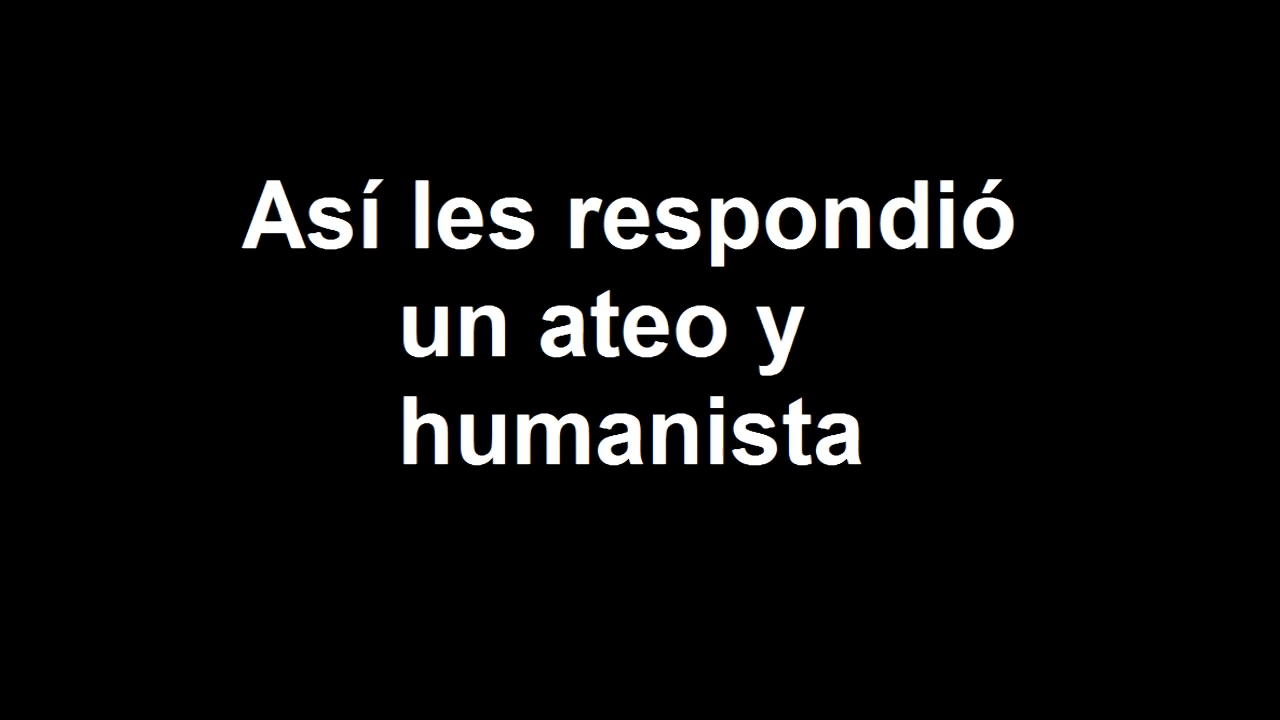 Así les respondió
un ateo y
humanista